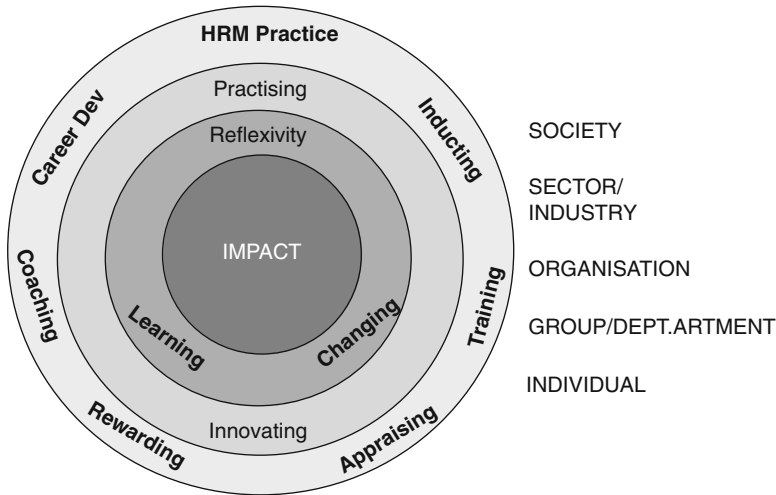 HRM Practice
Practising
Reflexivity
IMPACT
Learning
Changing
Innovating
Career Dev
Inducting
Coaching
Training
Rewarding
Appraising
SOCIETY
SECTOR/
INDUSTRY
ORGANISATION
GROUP/DEPT.ARTMENT
INDIVIDUAL